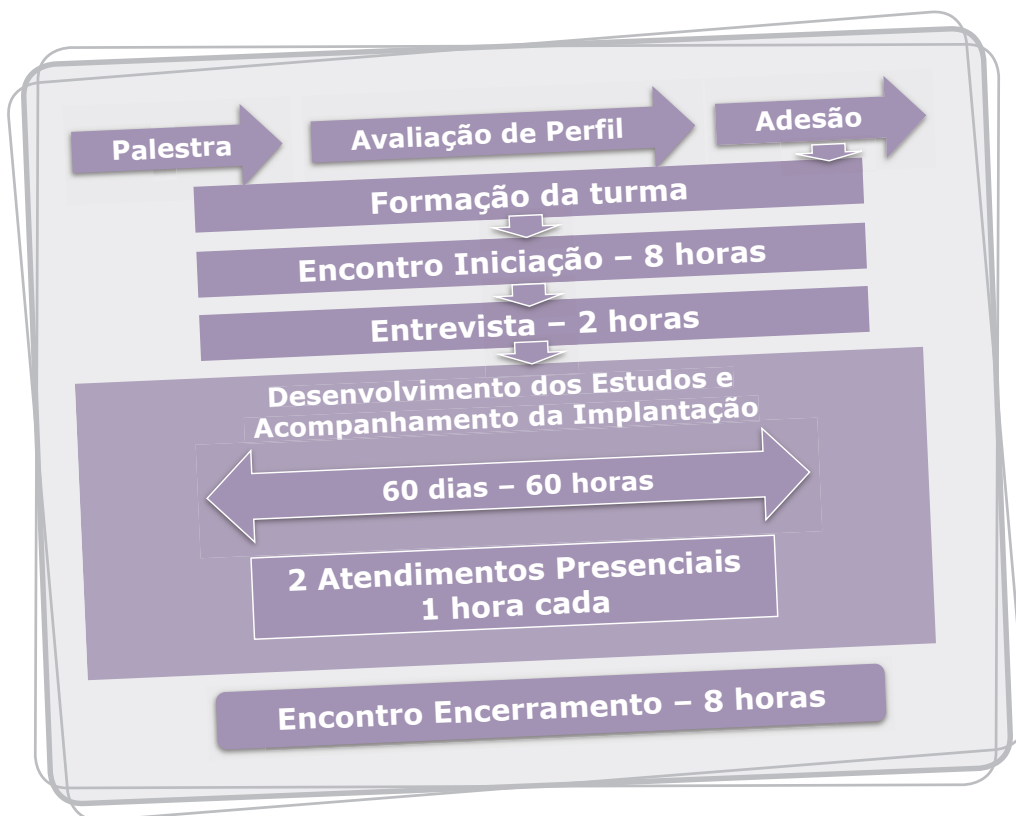 Palestra
Avaliação de Perfil
Adesão
Formação da turma
Encontro Iniciação – 8 horas
Entrevista – 2 horas
Desenvolvimento dos Estudos e
Acompanhamento da Implantação
60 dias – 60 horas
2 Atendimentos Presenciais
1 hora cada
Encontro Encerramento – 8 horas